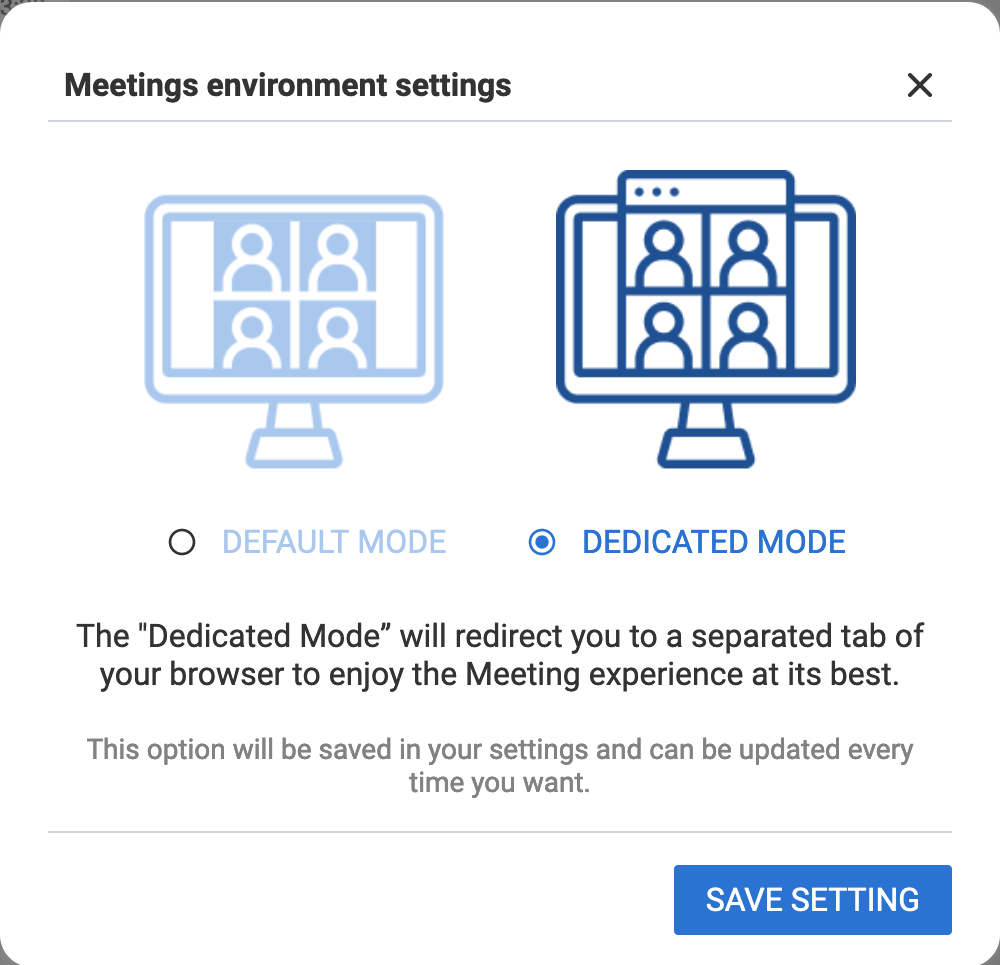 Meetings environment settings
DEFAULT MODE
DEDICATED MODE
The "Dedicated Mode” will redirect you to a separated tab of
your browser to enjoy the Meeting experience at its best.
This option will be saved in your settings and can be updated every
time you want.
SAVE SETTING